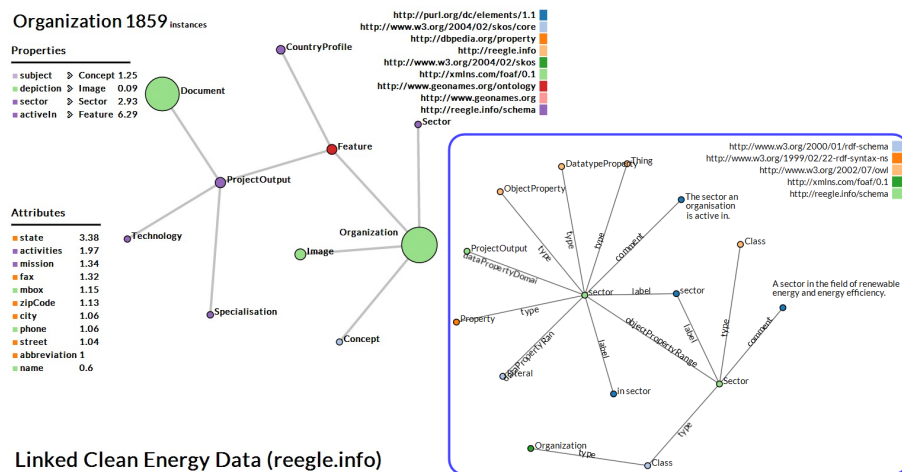 Organization 1859 instances
Properties
subject > Concept 1.25
depiction > Image 0.09
sector > Sector 2.93
activeIn > Feature 6.29
Attributes
state 3.38
activities 1.97
mission 1.34
fax 1.32
mbox 1.15
zipCode 1.13
city 1.06
phone 1.06
street 1.04
abbreviation 1
name 0.6
CountryProfile
Document
Feature
ProjectOutput
Technology
Organization
Image
Specialisation
Concept
Sector
http://purl.org/dc/elements/1.1
http://www.w3.org/2004/02/skos/core
http://dbpedia.org/property
http://reegle.info
http://www.w3.org/2004/02/skos
http://xmlns.com/foaf/0.1
http://www.geonames.org/ontology
http://www.geonames.org
http://reegle.info/schema
http://www.w3.org/2000/01/rdf-schema
http://www.w3.org/1999/02/22-rdf-syntax-ns
http://www.w3.org/2002/07/owl
http://xmlns.com/foaf/0.1
http://reegle.info/schema
DatatypeProperty
Thing
ObjectProperty
The sector an
organisation
is active in.
type
type
type
comment
Class
ProjectOutput
dataPropertyDomai
sector
label
sector
A sector in the field of renewable
energy and energy efficiency.
Property
type
objectPropertyRange
label
type
comment
dataPropertyRan
Literal
label
in sector
Sector
type
Organization
type
Class
Linked Clean Energy Data (reegle.info)